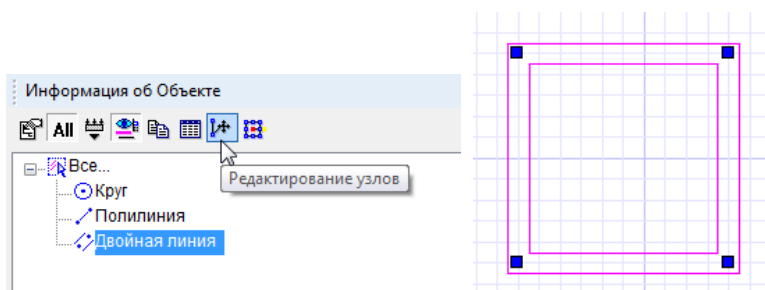 Информация об Объекте
All
Все...
Редактирование узлов
Круг
Полилиния
Двойная линия